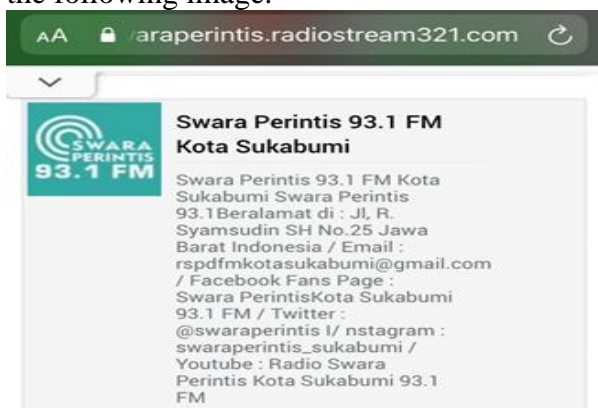 the following image.
AA araperintis.radiostream321.com
SWARA
PERINTIS
93.1 FM
Swara Perintis 93.1 FM
Kota Sukabumi
Swara Perintis 93.1 FM Kota
Sukabumi Swara Perintis
93.1Beralamat di : Jl, R.
Syamsudin SH No.25 Jawa
Barat Indonesia / Email :
rspdfmkotasukabumi@gmail.com
/ Facebook Fans Page :
Swara PerintisKota Sukabumi
93.1 FM / Twitter :
@swaraperintis I/ nstagram :
swaraperintis_sukabumi /
Youtube : Radio Swara
Perintis Kota Sukabumi 93.1
FM